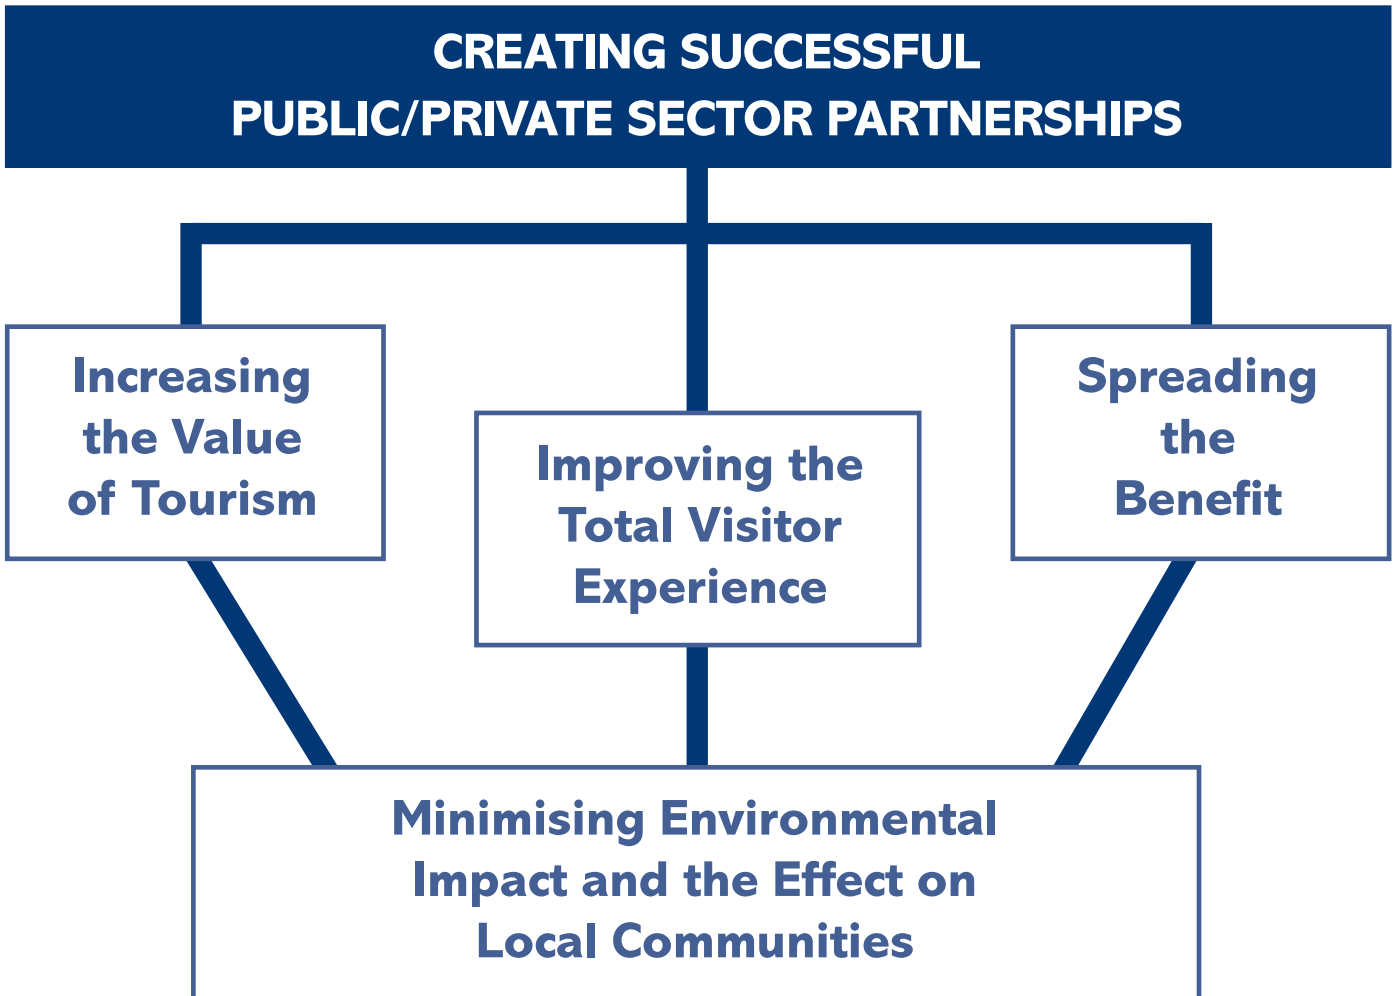 CREATING SUCCESSFUL
PUBLIC/PRIVATE SECTOR PARTNERSHIPS
Increasing
the Value
of Tourism
Improving the
Total Visitor
Experience
Spreading
the
Benefit
Minimising Environmental
Impact and the Effect on
Local Communities